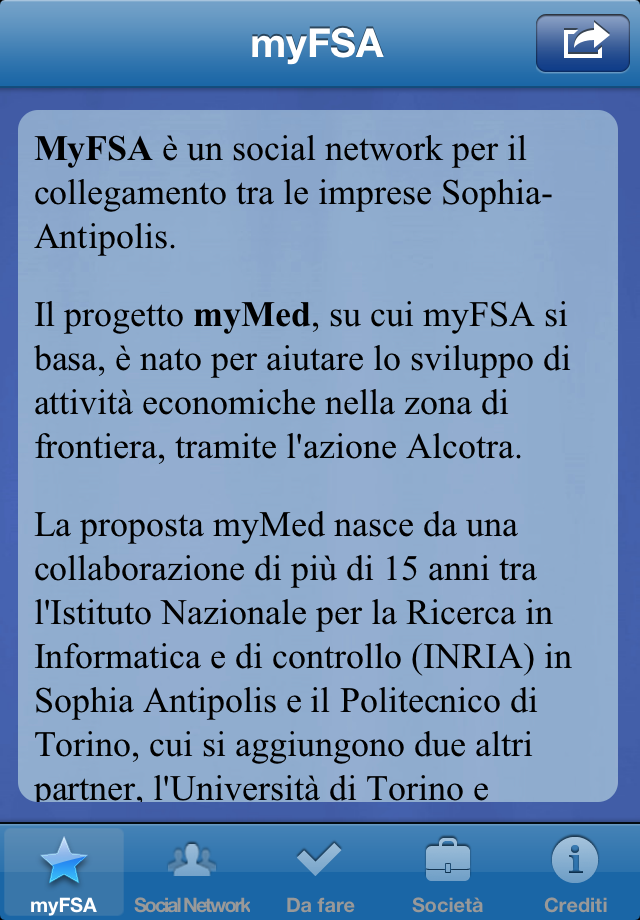 myFSA
MyFSA è un social network per il
collegamento tra le imprese Sophia-
Antipolis.
Il progetto myMed, su cui myFSA si
basa, è nato per aiutare lo sviluppo di
attività economiche nella zona di
frontiera, tramite l'azione Alcotra.
La proposta myMed nasce da una
collaborazione di più di 15 anni tra
l'Istituto Nazionale per la Ricerca in
Informatica e di controllo (INRIA) in
Sophia Antipolis e il Politecnico di
Torino, cui si aggiungono due altri
partner, l'Università di Torino e
myFSA Social Network Da fare Società Crediti